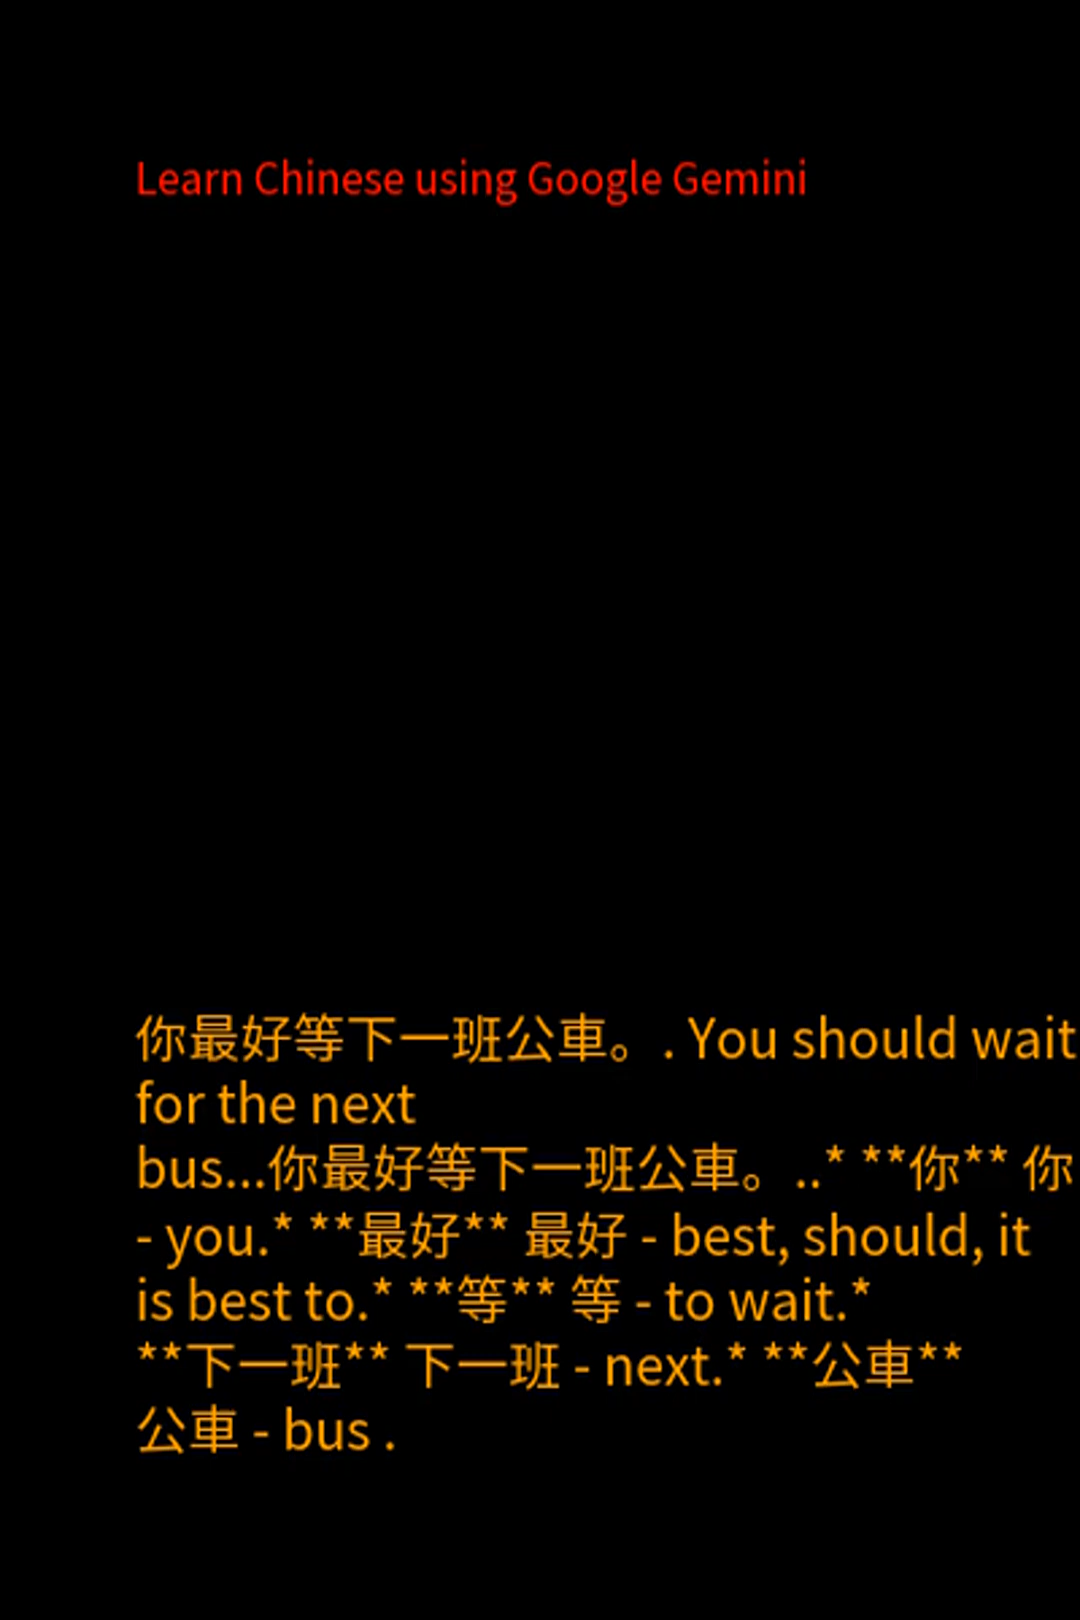 Learn Chinese using Google Gemini
你最好等下一班公車。. You should wait
for the next
bus...你最好等下一班公車。..* **你** 你
- you.* **最好** 最好 - best, should, it
is best to.* **等** 等 - to wait.*
**下一班** 下一班 - next.* **公車**
公車 - bus .